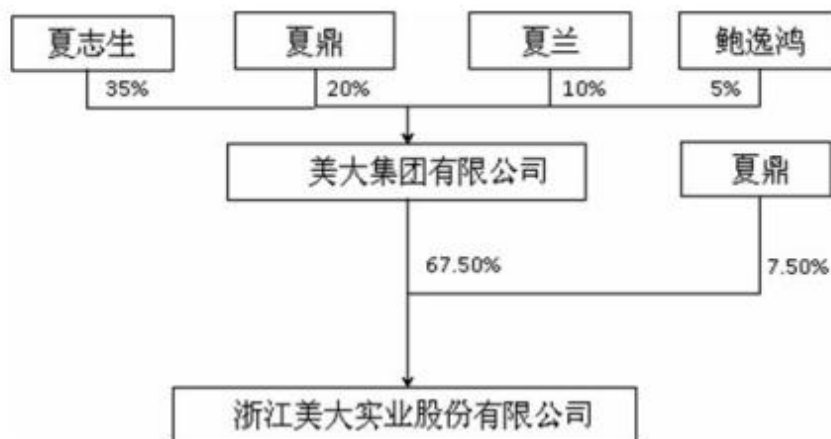 夏志生
夏鼎
夏兰
鲍逸鸿
35%
20%
10%
5%
美大集团有限公司
夏鼎
67.50%
7.50%
浙江美大实业股份有限公司